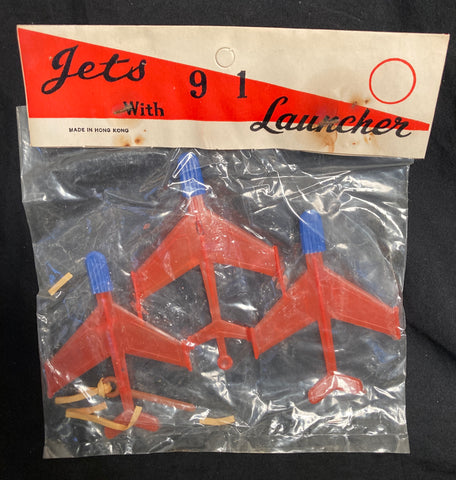 Jets
9 1
With
Launcher
MADE IN HONG KONG